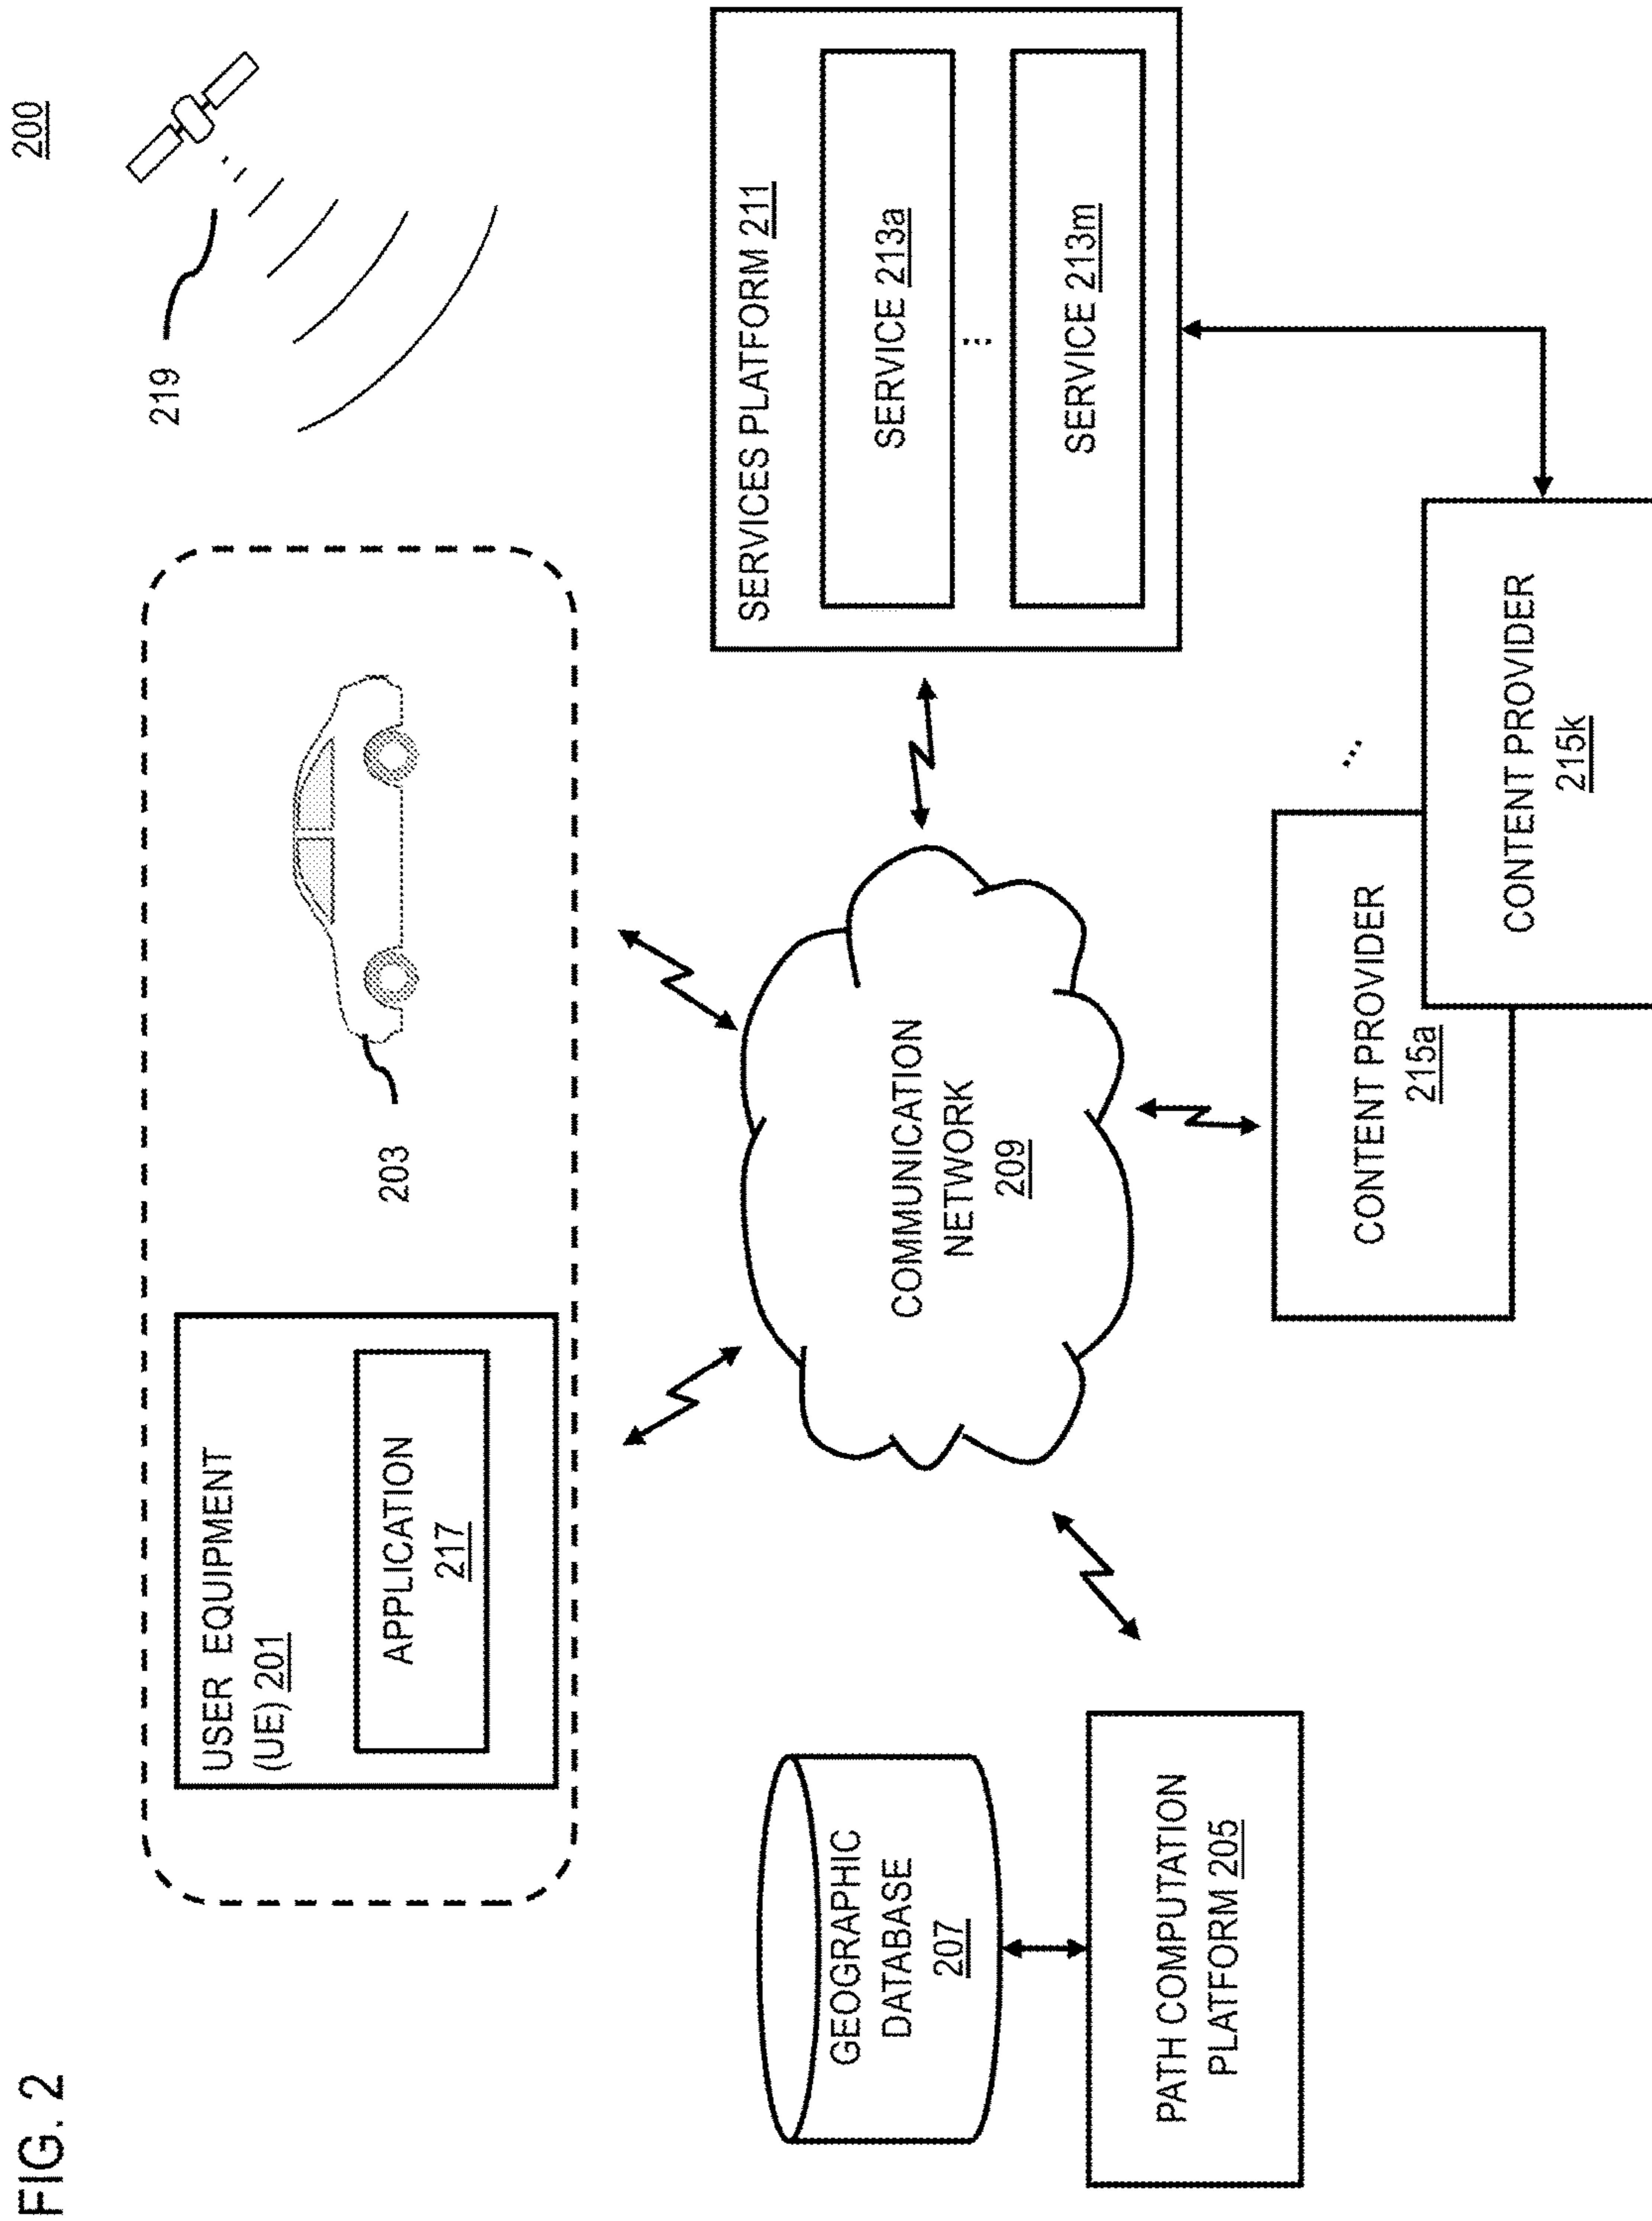 FIG. 2
200
USER EQUIPMENT
(UE) 201
APPLICATION
217
203
219
GEOGRAPHIC
DATABASE
207
PATH COMPUTATION
PLATFORM 205
COMMUNICATION
NETWORK
209
SERVICES PLATFORM 211
SERVICE 213a
...
SERVICE 213m
CONTENT PROVIDER
215a
...
CONTENT PROVIDER
215k